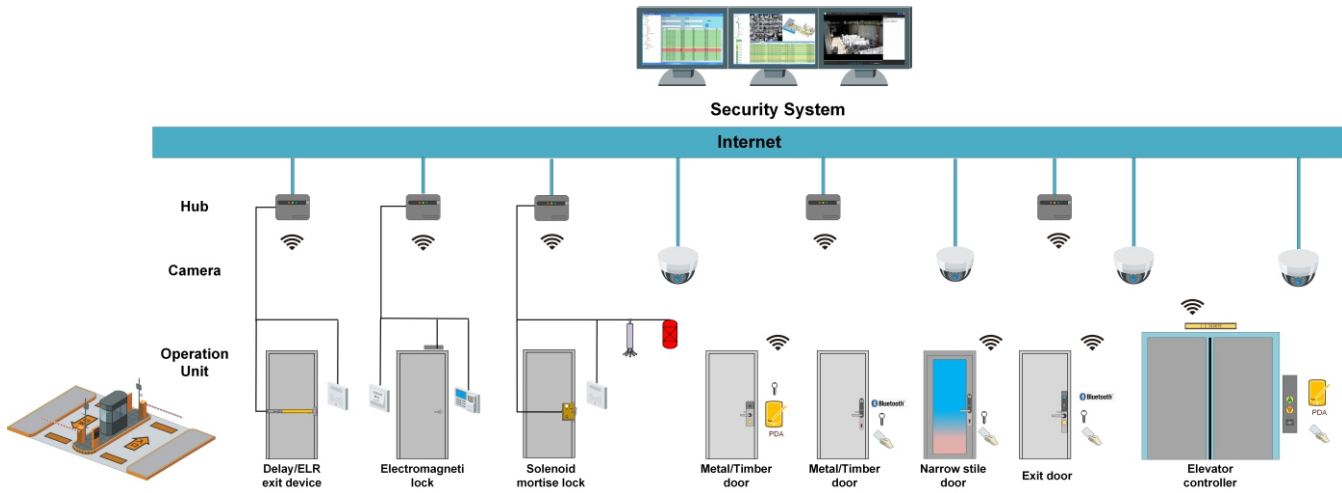 Security System
Internet
Hub
Camera
Operation
Unit
PDA
Bluetooth
Bluetooth
PDA
Delay/ELR
exit device
Electromagneti
lock
Solenoid
mortise lock
Metal/Timber
door
Metal/Timber
door
Narrow stile
door
Exit door
Elevator
controller